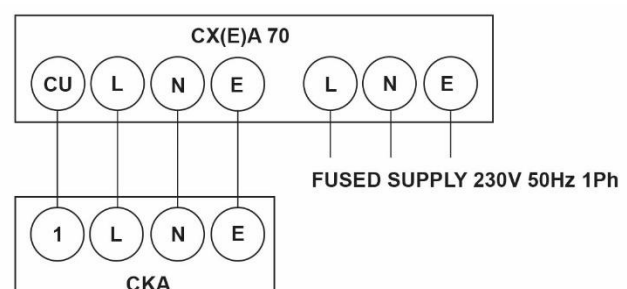 CX(E)A 70
CU L N E L N E
FUSED SUPPLY 230V 50Hz 1Ph
1 L N E
CKA